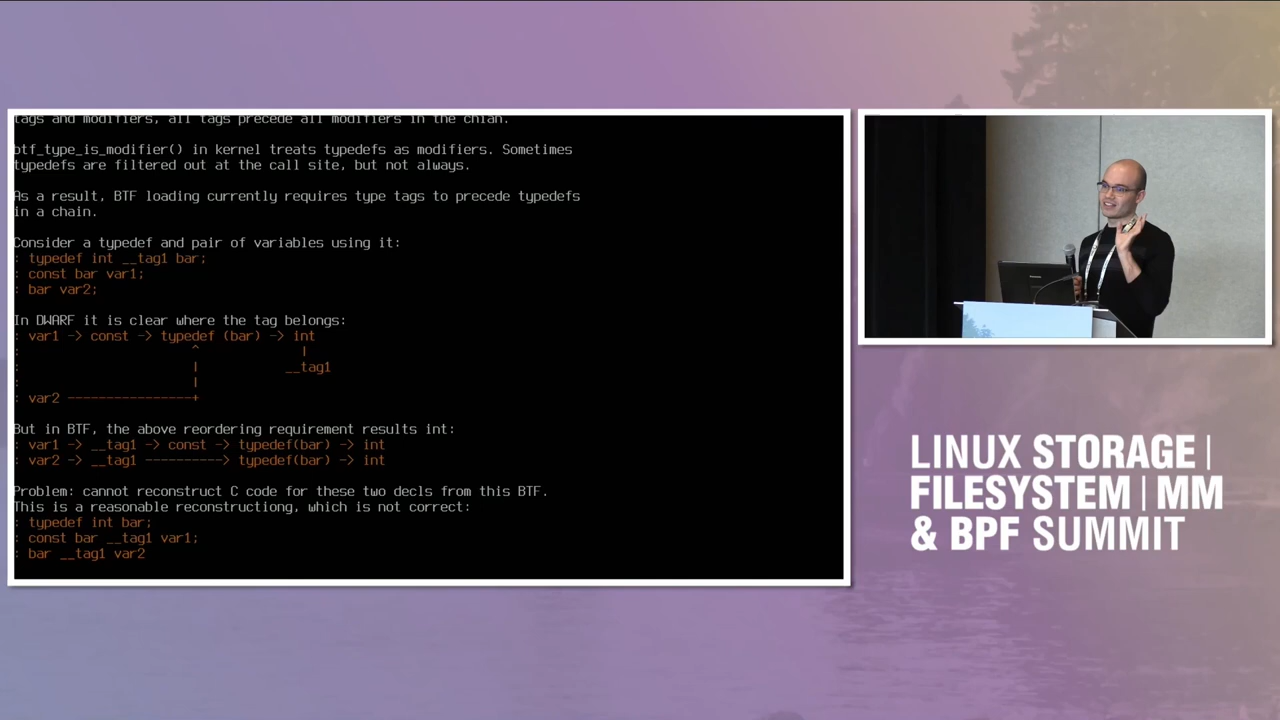 tags and modifiers, all tags precede all modifiers in the chian.
btf_type_is_modifier() in kernel treats typedefs as modifiers. Sometimes
typedefs are filtered out at the call site, but not always.
As a result, BTF loading currently requires type tags to precede typedefs
in a chain.
Consider a typedef and pair of variables using it:
: typedef int __tag1 bar;
: const bar var1;
: bar var2;
In DWARF it is clear where the tag belongs:
: var1 -> const -> typedef (bar) -> int
:                       ^             |
:                       |           __tag1
:                       |
: var2 -----------------+
But in BTF, the above reordering requirement results int:
: var1 -> __tag1 -> const -> typedef(bar) -> int
: var2 -> __tag1 ----------> typedef(bar) -> int
Problem: cannot reconstruct C code for these two decls from this BTF.
This is a reasonable reconstructiong, which is not correct:
: typedef int bar;
: const bar __tag1 var1;
: bar __tag1 var2
LINUX STORAGE |
FILESYSTEM | MM
& BPF SUMMIT